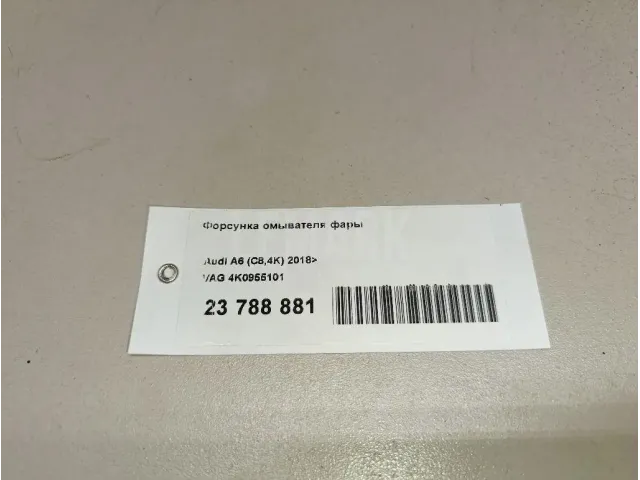 Форсунка омывателя фары
Audi A6 (C8,4K) 2018>
VAG 4K0955101
23 788 881